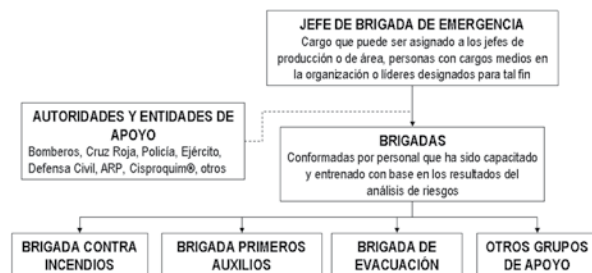 JEFE DE BRIGADA DE EMERGENCIA
Cargo que puede ser asignado a los jefes de
producción o de área, personas con cargos medios en
la organización o líderes designados para tal fin
AUTORIDADES Y ENTIDADES DE
APOYO
Bomberos, Cruz Roja, Policía, Ejército,
Defensa Civil, ARP, Cisproquim®, otros
BRIGADAS
Conformadas por personal que ha sido capacitado
y entrenado con base en los resultados del
análisis de riesgos
BRIGADA CONTRA
INCENDIOS
BRIGADA PRIMEROS
AUXILIOS
BRIGADA DE
EVACUACIÓN
OTROS GRUPOS
DE APOYO